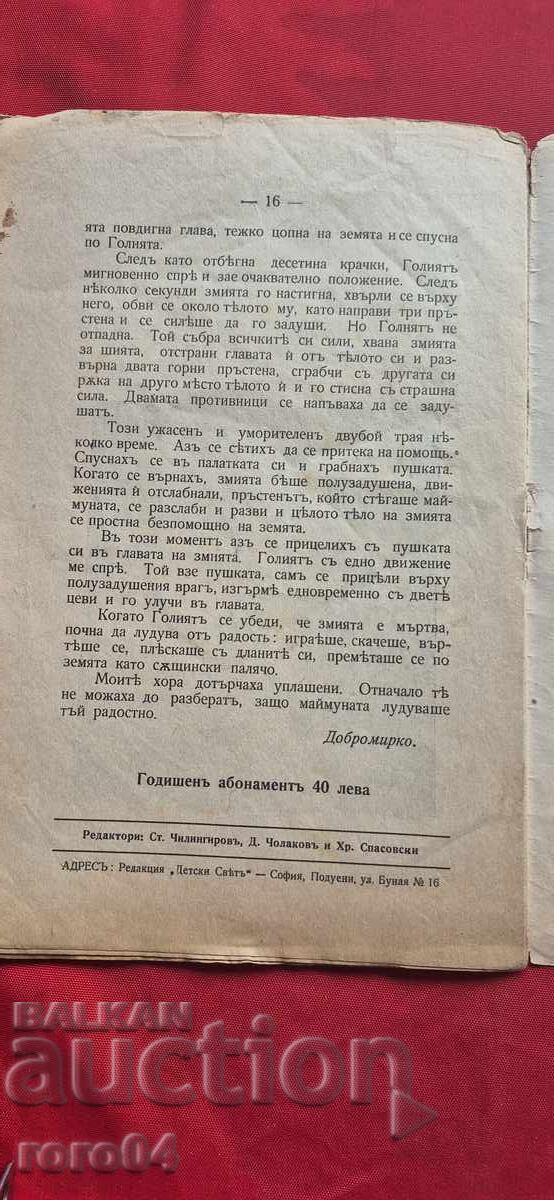 — 16 —
ята повдигна глава, тежко цопна на земята и се спусна
по Голията.
Следъ като отбѣгна десетина крачки, Голиятъ
мигновенно спрѣ и зае очаквателно положение. Следъ
нѣколко секунди змията го настигна, хвърли се върху
него, обви се около тѣлото му, като направи три пръ-
стена и се силѣше да го задуши. Но Голиятъ не
отпадна. Той събра всичкитѣ си сили, хвана змията
за шията, отстрани главата ѝ отъ тѣлото си и раз-
върна двата горни пръстена, сграбчи съ другата си
рѫка на друго мѣсто тѣлото ѝ и го стисна съ страшна
сила. Двамата противници се напъваха да се заду-
шатъ.
Този ужасенъ и уморителенъ двубой трая нѣ-
колко време. Азъ се сѣтихъ да се притека на помощь.
Спуснахъ се въ палатката си и грабнахъ пушката.
Когато се върнахъ, змията бѣше полузадушена, дви-
женията ѝ отслабнали, пръстенътъ, който стѣгаше май-
муната, се разслаби и разви и цѣлото тѣло на змията
се простна безпомощно на земята.
Въ този моментъ азъ се прицелихъ съ пушката
си въ главата на змията. Голиятъ съ едно движение
ме спрѣ. Той взе пушката, самъ се прицѣли върху
полузадушения врагъ, изгърмѣ едновременно съ дветѣ
цеви и го улучи въ главата.
Когато Голиятъ се убеди, че змията е мъртва,
почна да лудува отъ радость: играѣше, скачеше, вър-
тѣше се, плѣскаше съ дланитѣ си, премѣташе се по
земята като сѫщински палячо.
Моитѣ хора дотърчаха уплашени. Отначало тѣ
не можаха до разбератъ, защо маймуната лудуваше
тъй радостно.
Добромирко.
Годишенъ абонаментъ 40 лева
Редактори: Ст. Чилингировъ, Д. Чолаковъ и Хр. Спасовски
АДРЕСЪ: Редакция „Детски Свѣтъ“ — София, Подуени, ул. Буная № 16
BALKAN
auction
roro04